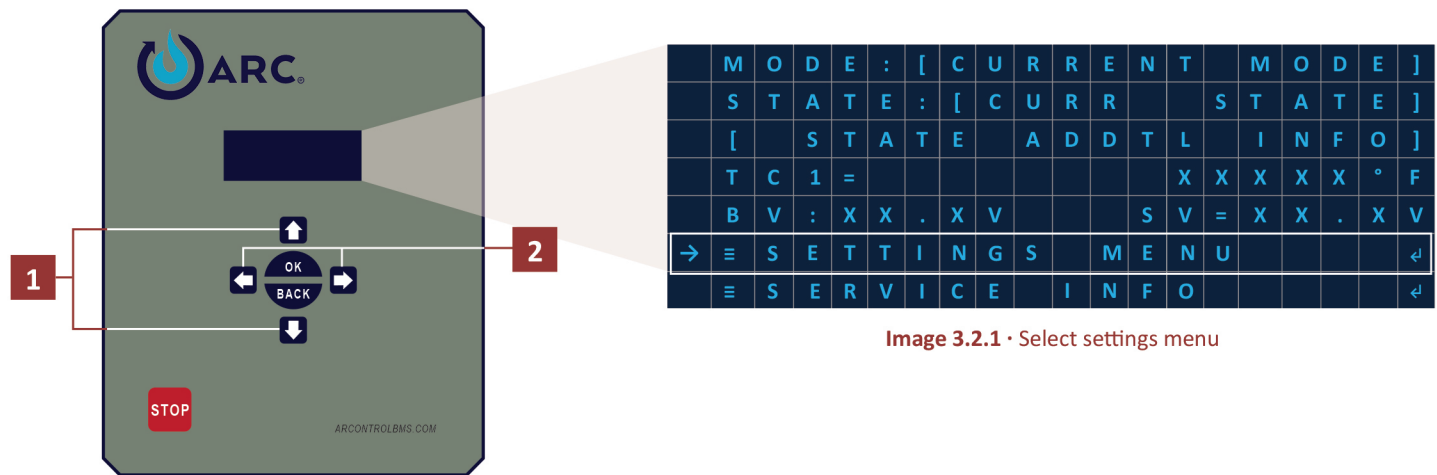 ARC®
1
2
OK
BACK
STOP
ARCONTROLBMS.COM
MODE:[CURRENT MODE]
STATE:[CURR  STATE]
[ STATE ADDTL INFO]
TC1=        XXXXX°F
BV:XX.XV   SV=XX.XV
→≡SETTINGS MENU    ↵
≡SERVICE INFO     ↵
Image 3.2.1 · Select settings menu